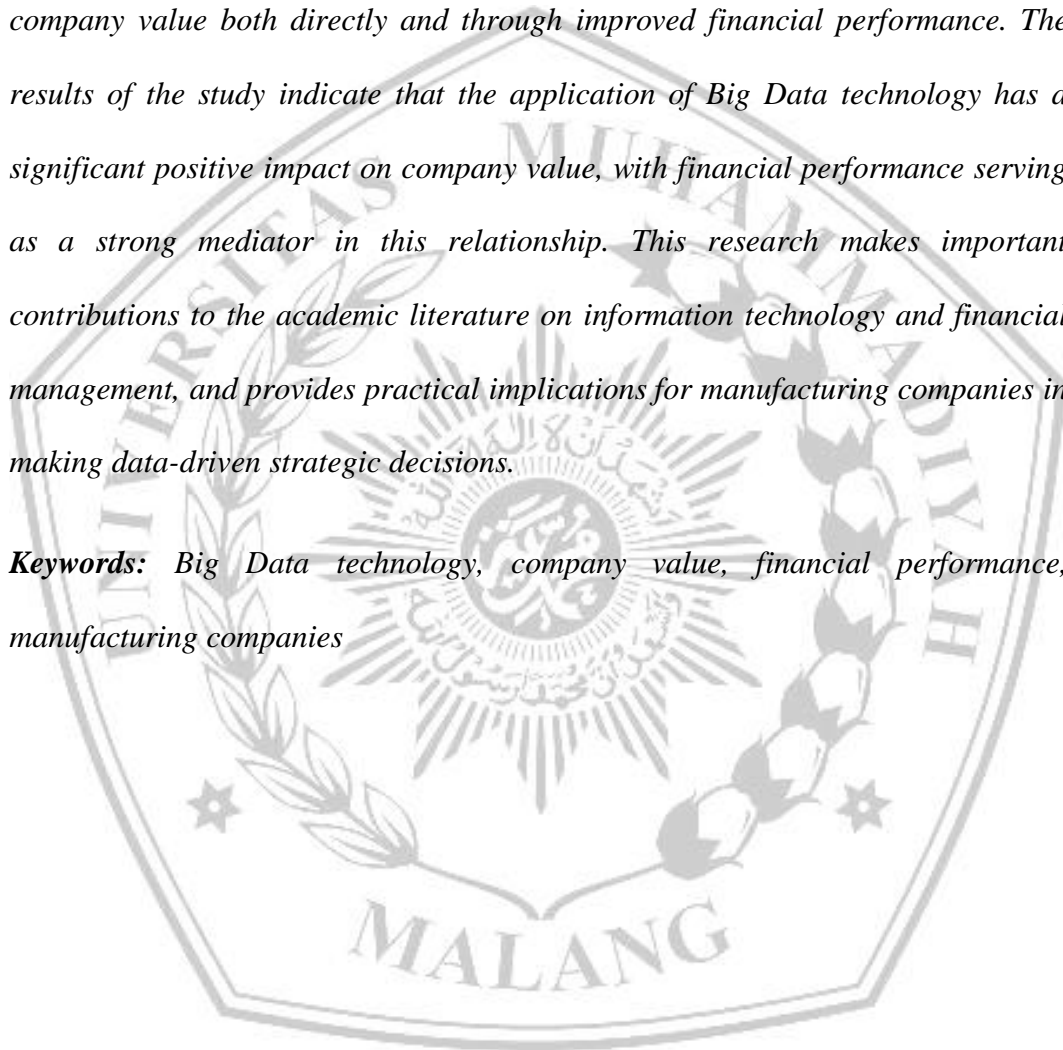 company value both directly and through improved financial performance. The
results of the study indicate that the application of Big Data technology has a
significant positive impact on company value, with financial performance serving
as a strong mediator in this relationship. This research makes important
contributions to the academic literature on information technology and financial
management, and provides practical implications for manufacturing companies in
making data-driven strategic decisions.
Keywords: Big Data technology, company value, financial performance,
manufacturing companies
UNIVERSITAS MUHAMMADIYAH
MALANG